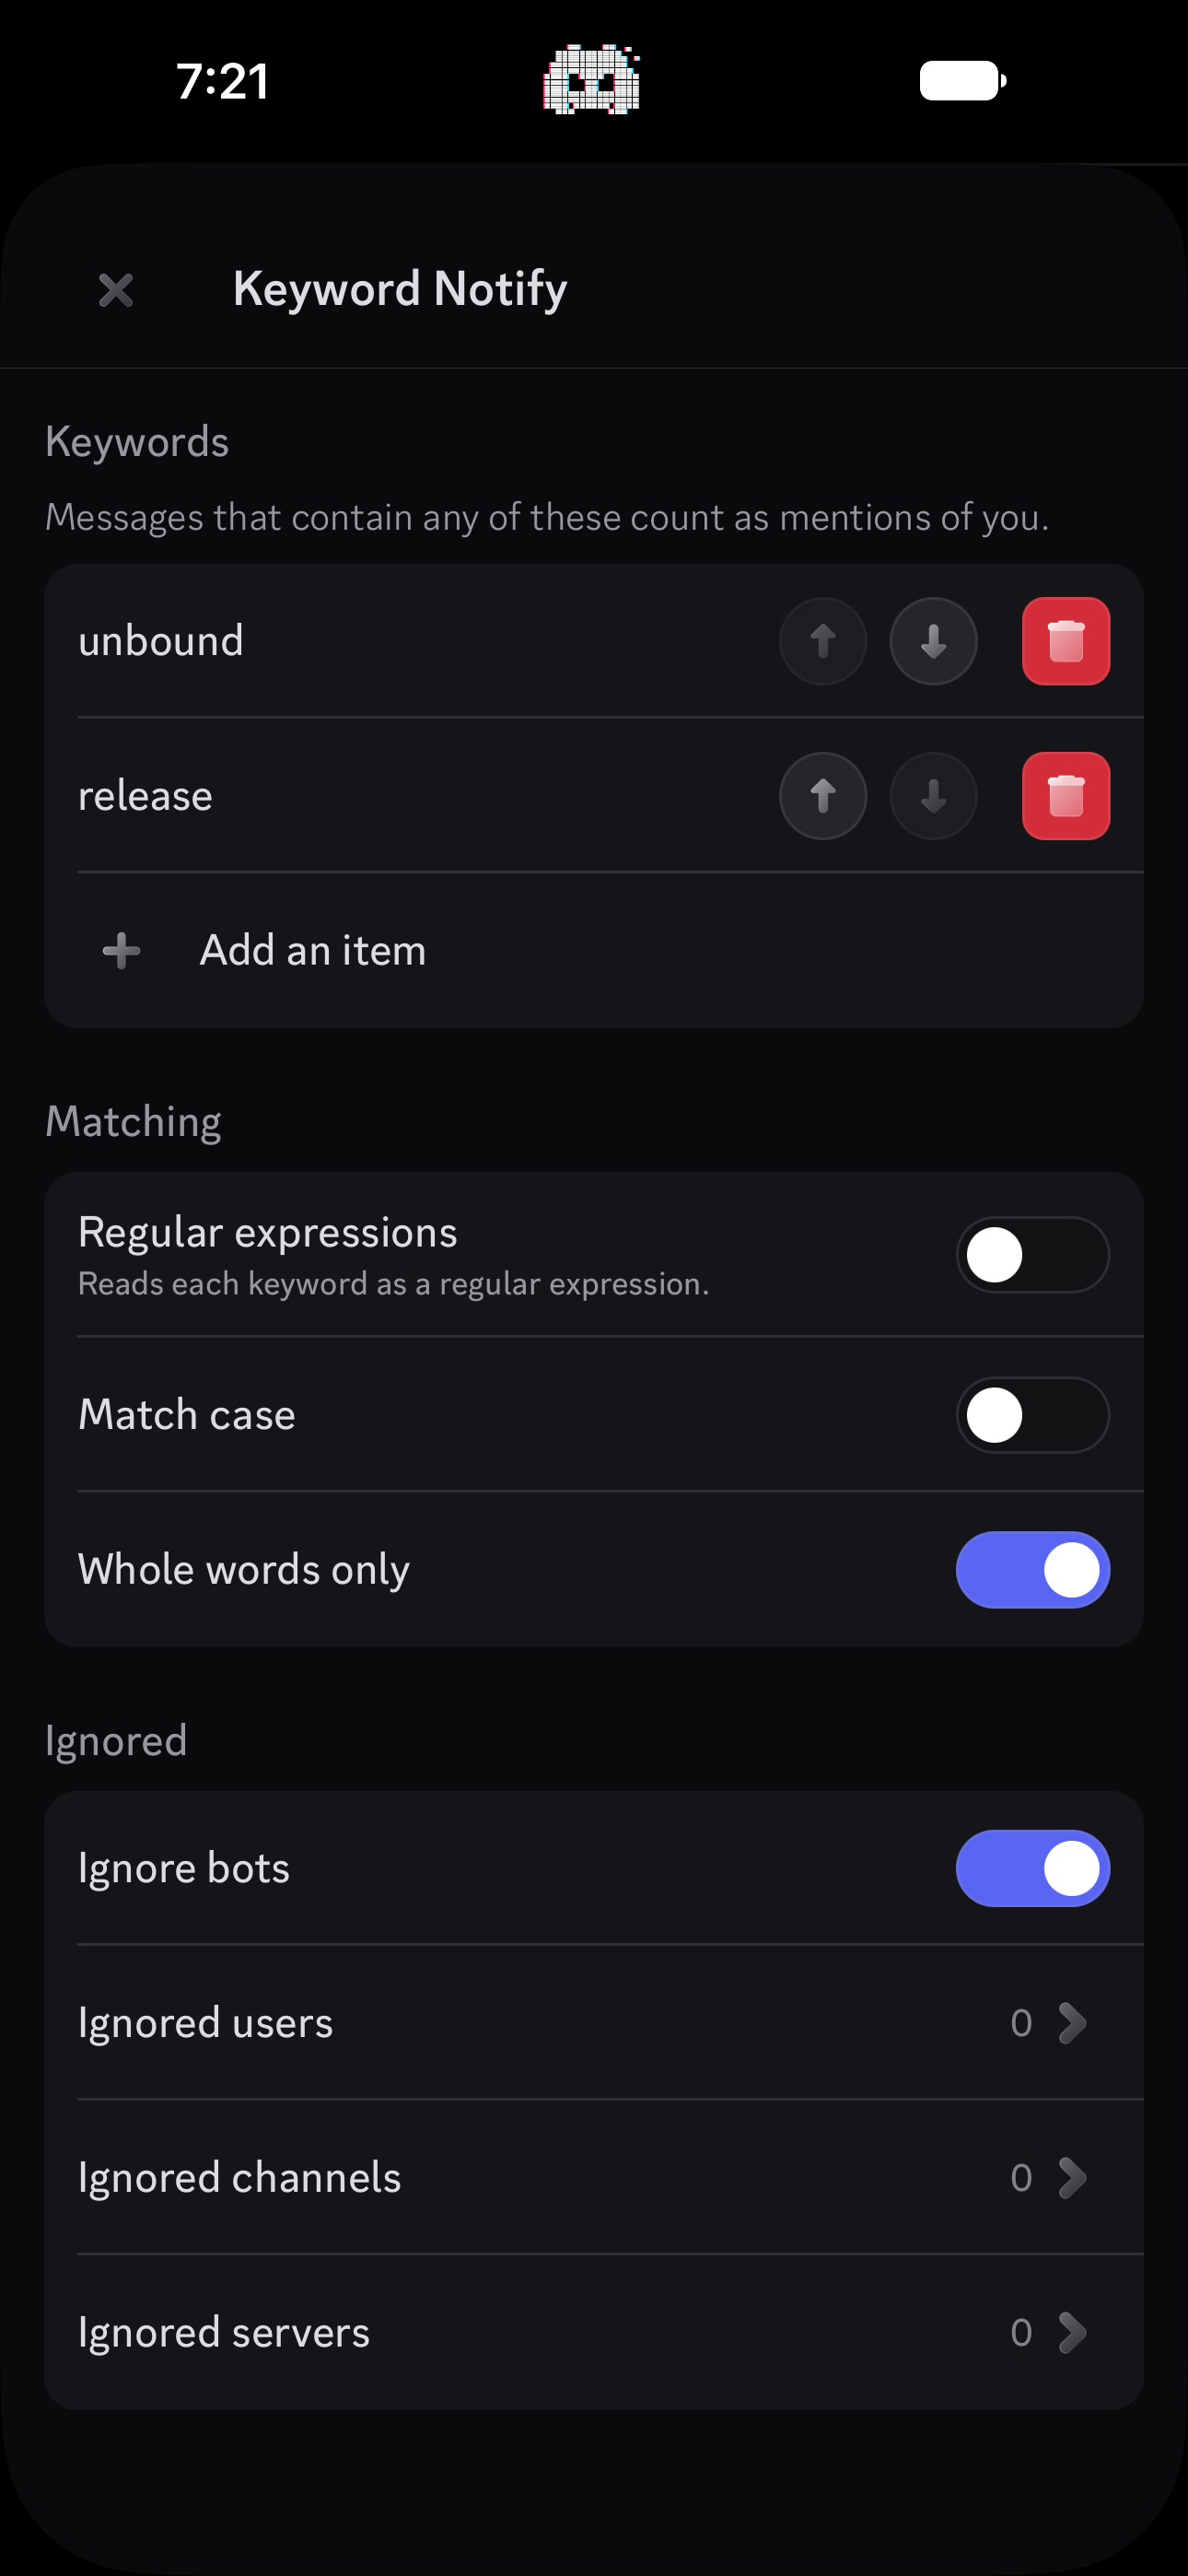 7:21
Keyword Notify
Keywords
Messages that contain any of these count as mentions of you.
unbound
release
Add an item
Matching
Regular expressions
Reads each keyword as a regular expression.
Match case
Whole words only
Ignored
Ignore bots
Ignored users 0
Ignored channels 0
Ignored servers 0